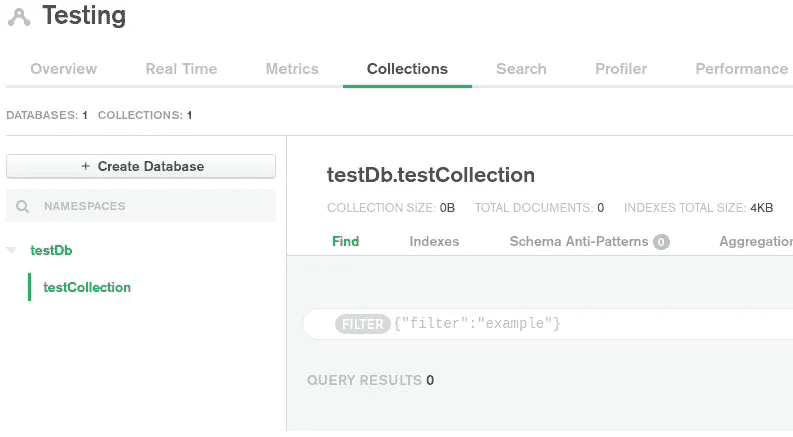 Testing
Overview Real Time Metrics Collections Search Profiler Performance
DATABASES: 1 COLLECTIONS: 1
+ Create Database
NAMESPACES
testDb
testCollection
testDb.testCollection
COLLECTION SIZE: 0B TOTAL DOCUMENTS: 0 INDEXES TOTAL SIZE: 4KB
Find Indexes Schema Anti-Patterns 0 Aggregation
FILTER {"filter":"example"}
QUERY RESULTS 0